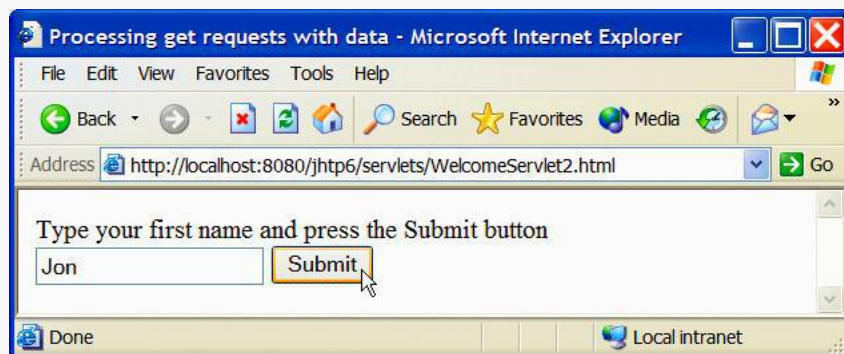 Processing get requests with data - Microsoft Internet Explorer
File Edit View Favorites Tools Help
Back Search Favorites Media »
Address http://localhost:8080/jhtp6/servlets/WelcomeServlet2.html Go
Type your first name and press the Submit button
Jon Submit
Done Local intranet